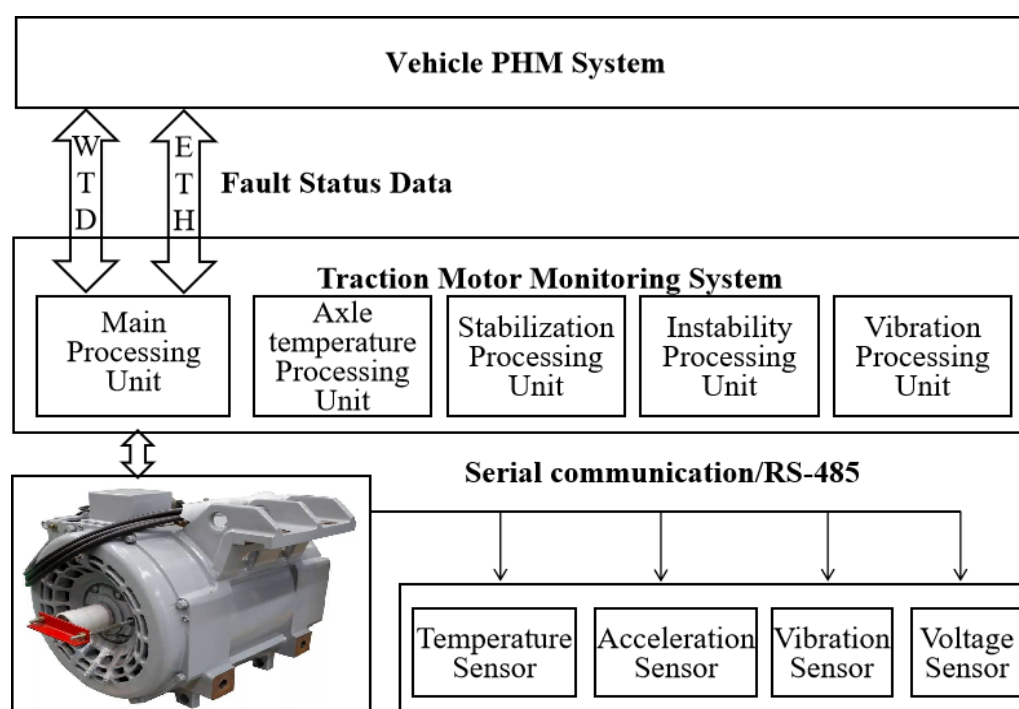 Vehicle PHM System
W
T
D
E
T
H
Fault Status Data
Traction Motor Monitoring System
Main
Processing
Unit
Axle
temperature
Processing
Unit
Stabilization
Processing
Unit
Instability
Processing
Unit
Vibration
Processing
Unit
Serial communication/RS-485
Temperature
Sensor
Acceleration
Sensor
Vibration
Sensor
Voltage
Sensor